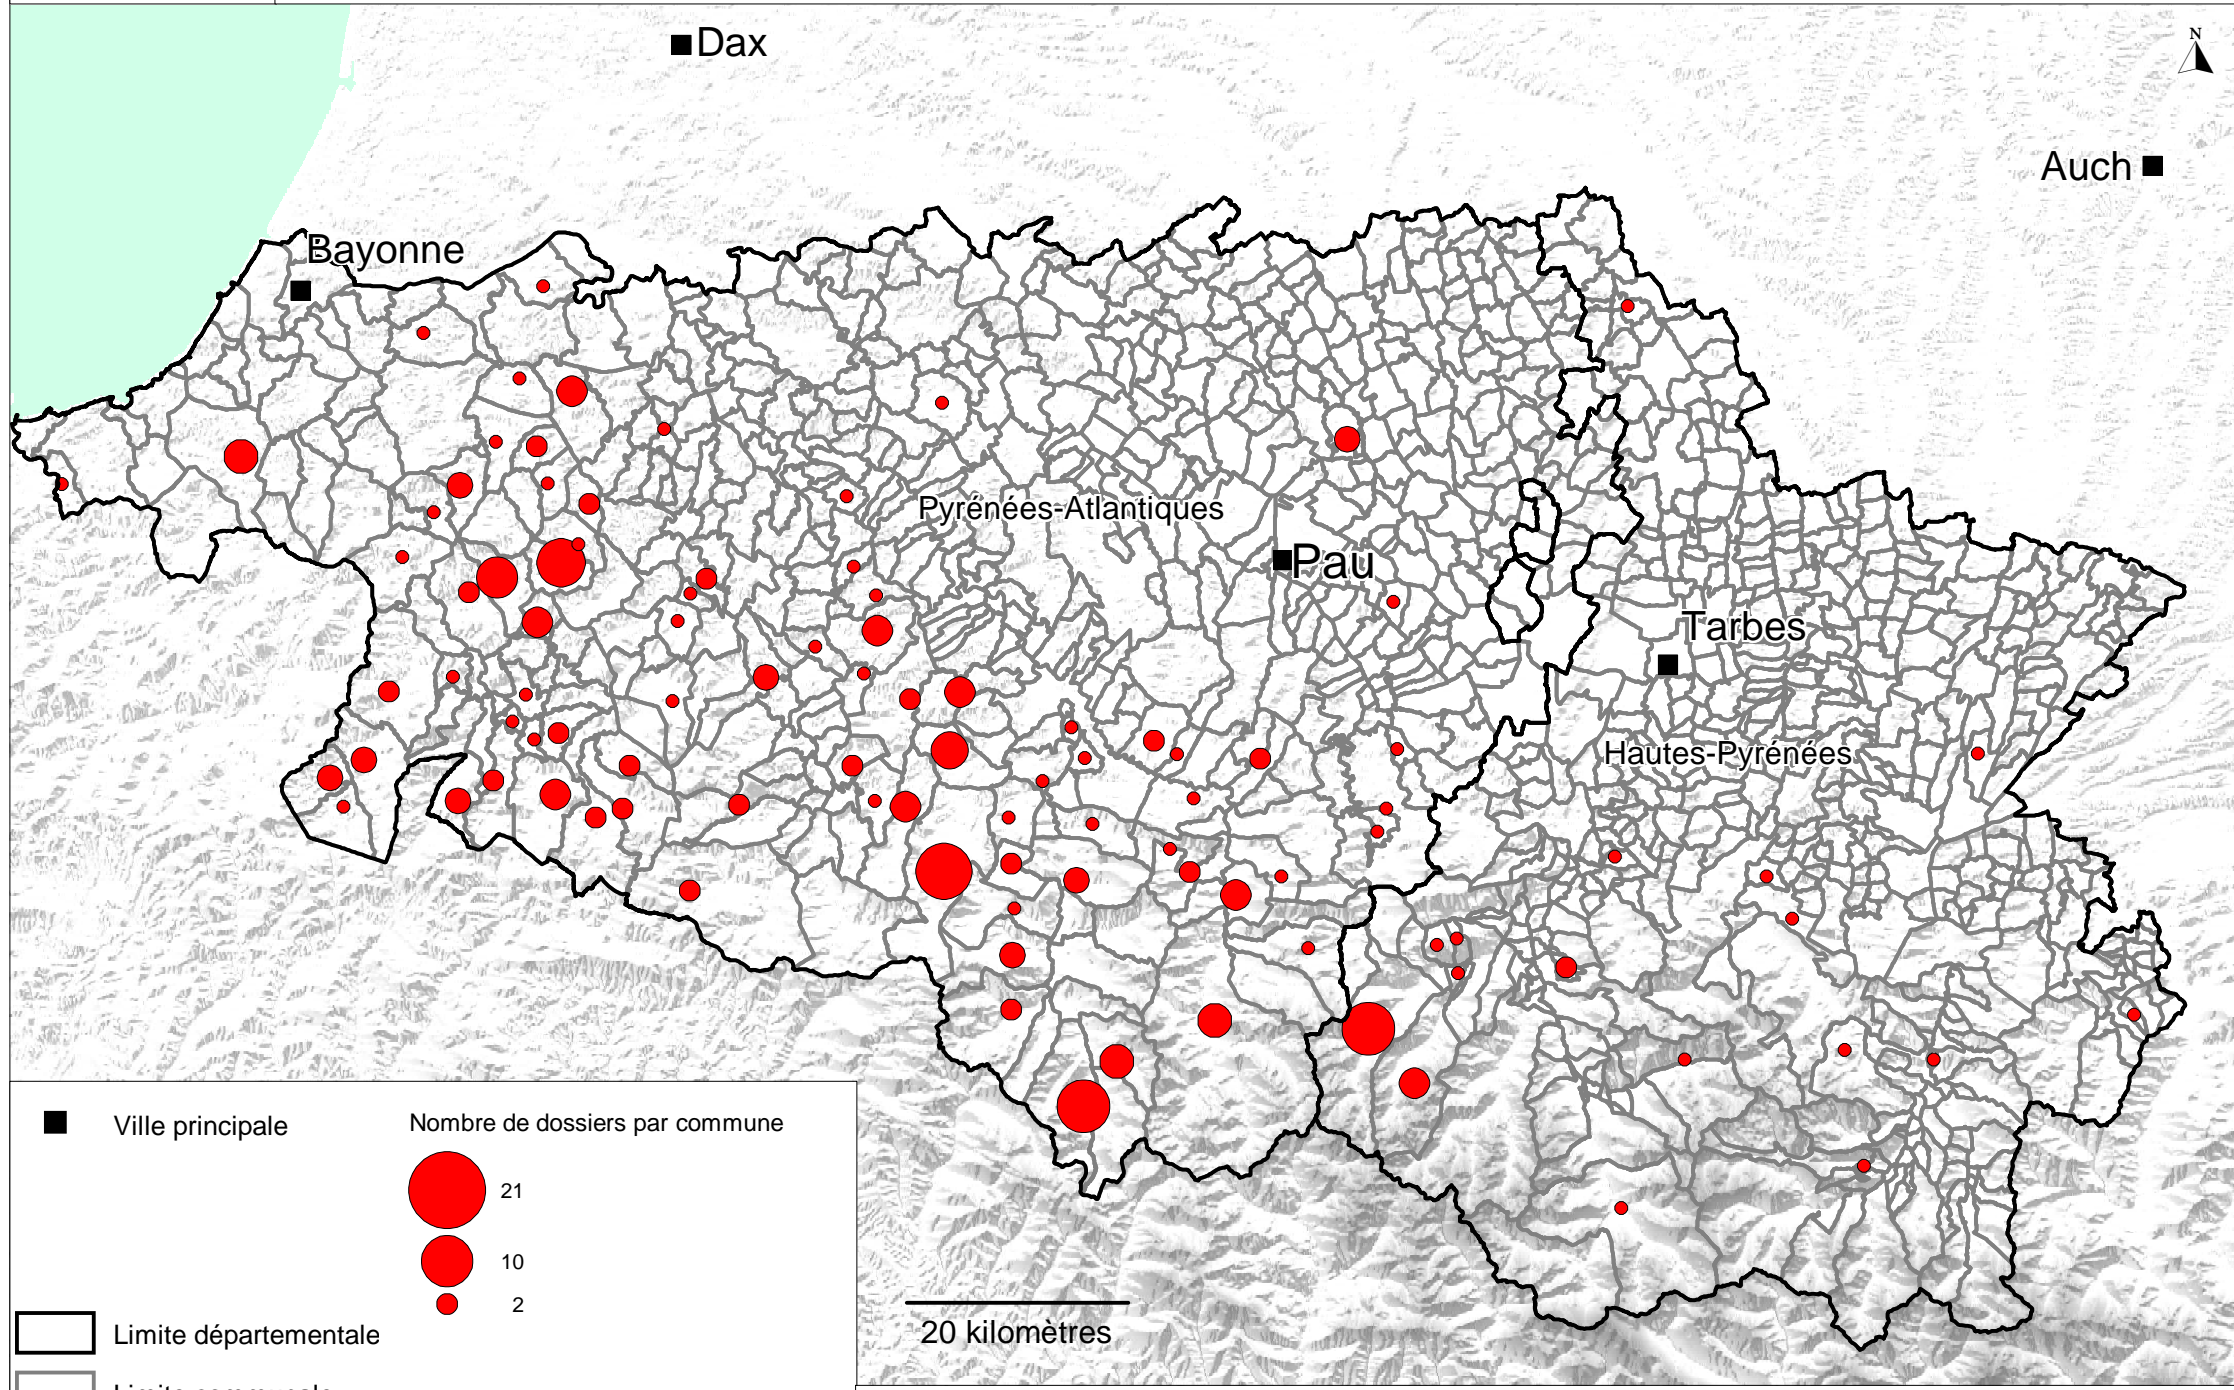 Dax
N
Auch
Bayonne
Pyrénées-Atlantiques
Pau
Tarbes
Hautes-Pyrénées
Ville principale
Nombre de dossiers par commune
21
10
2
Limite départementale
20 kilomètres